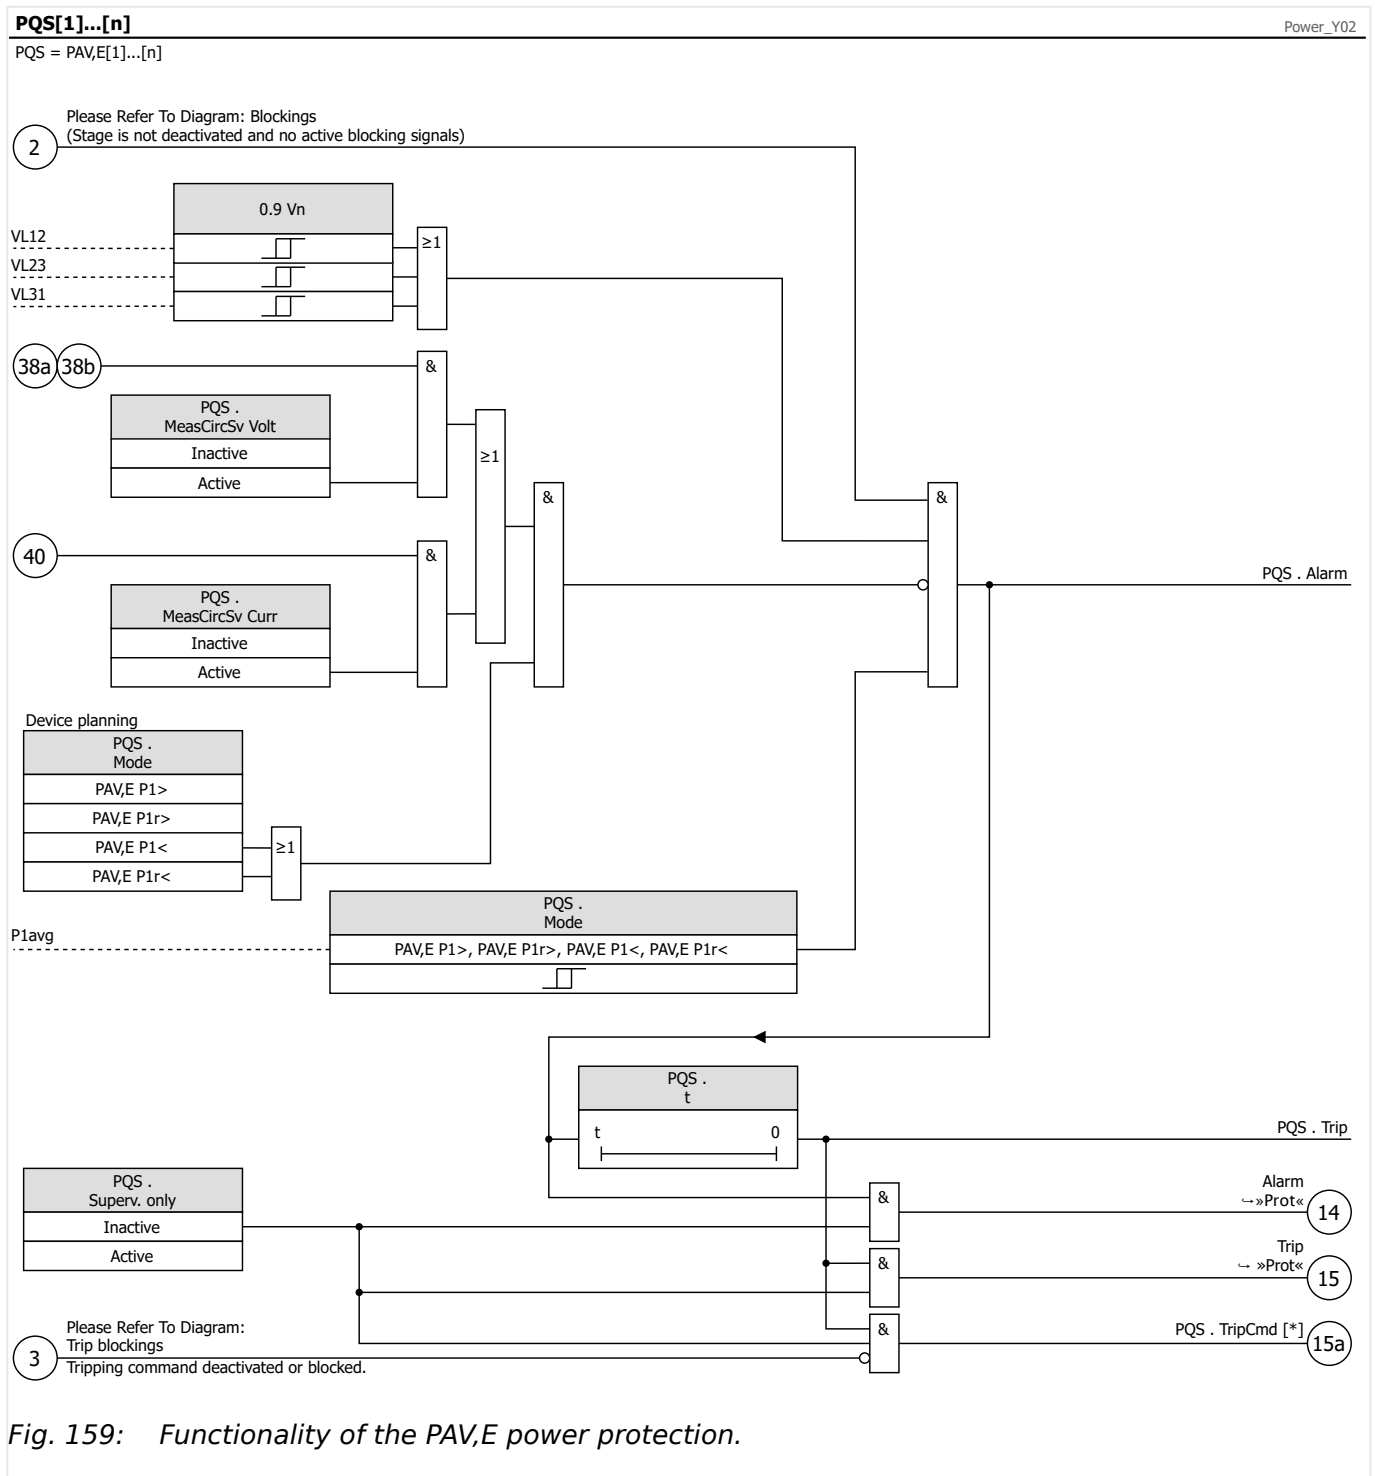 PQS[1]...[n]
Power_Y02
PQS = PAV,E[1]...[n]
Please Refer To Diagram: Blockings
(Stage is not deactivated and no active blocking signals)
2
0.9 Vn
VL12
VL23
VL31
≥1
38a
38b
&
PQS .
MeasCircSv Volt
Inactive
Active
≥1
&
&
40
&
PQS .
MeasCircSv Curr
Inactive
Active
PQS . Alarm
Device planning
PQS .
Mode
PAV,E P1>
PAV,E P1r>
PAV,E P1<
PAV,E P1r<
≥1
PQS .
Mode
P1avg
PAV,E P1>, PAV,E P1r>, PAV,E P1<, PAV,E P1r<
PQS .
t
t
0
PQS . Trip
PQS .
Superv. only
Inactive
Active
&
Alarm
↪»Prot«
14
&
Trip
↪ »Prot«
15
&
PQS . TripCmd [*]
15a
Please Refer To Diagram:
Trip blockings
3
Tripping command deactivated or blocked.
Fig. 159: Functionality of the PAV,E power protection.